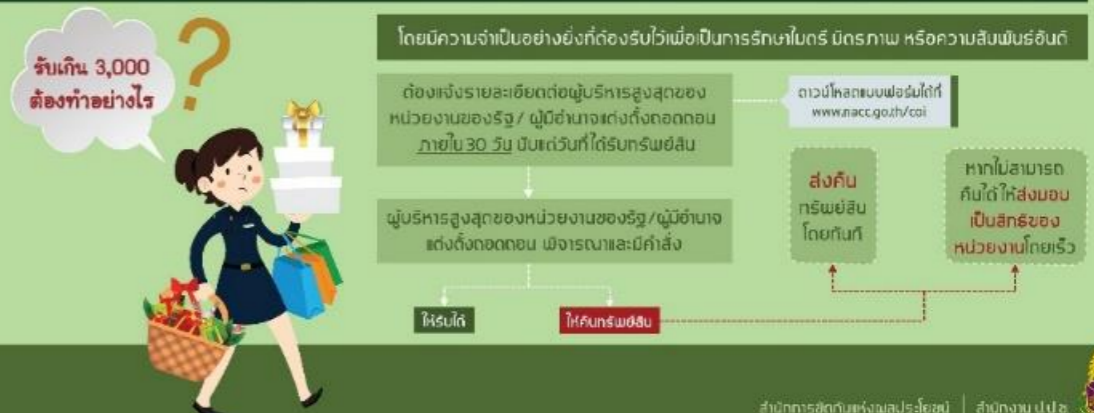 รับเกิน 3,000
ต้องทำอย่างไร
?
โดยมีความจำเป็นอย่างยิ่งที่ต้องรับไว้เพื่อเป็นการรักษาไมตรี มิตรภาพ หรือความสัมพันธ์อันดี
ต้องแจ้งรายละเอียดต่อผู้บริหารสูงสุดของ
หน่วยงานของรัฐ/ ผู้มีอำนาจแต่งตั้งถอดถอน
ภายใน 30 วัน นับแต่วันที่ได้รับทรัพย์สิน
ดาวน์โหลดแบบฟอร์มได้ที่
www.nacc.go.th/coi
ผู้บริหารสูงสุดของหน่วยงานของรัฐ/ผู้มีอำนาจ
แต่งตั้งถอดถอน พิจารณาและมีคำสั่ง
ให้รับได้
ให้คืนทรัพย์สิน
ส่งคืน
ทรัพย์สิน
โดยทันที
หากไม่สามารถ
คืนได้ ให้ส่งมอบ
เป็นสิทธิของ
หน่วยงานโดยเร็ว
สำนักการขัดกันแห่งผลประโยชน์ | สำนักงาน ป.ป.ช.